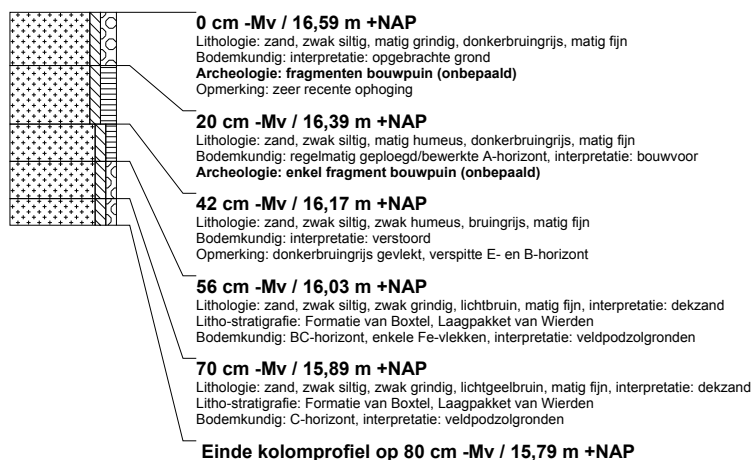 0 cm -Mv / 16,59 m +NAP
Lithologie: zand, zwak siltig, matig grindig, donkerbruingrijs, matig fijn
Bodemkundig: interpretatie: opgebrachte grond
Archeologie: fragmenten bouwpuin (onbepaald)
Opmerking: zeer recente ophoging
20 cm -Mv / 16,39 m +NAP
Lithologie: zand, zwak siltig, matig humeus, donkerbruingrijs, matig fijn
Bodemkundig: regelmatig geploegd/bewerkte A-horizont, interpretatie: bouwvoor
Archeologie: enkel fragment bouwpuin (onbepaald)
42 cm -Mv / 16,17 m +NAP
Lithologie: zand, zwak siltig, zwak humeus, bruingrijs, matig fijn
Bodemkundig: interpretatie: verstoord
Opmerking: donkerbruingrijs gevlekt, verspitte E- en B-horizont
56 cm -Mv / 16,03 m +NAP
Lithologie: zand, zwak siltig, zwak grindig, lichtbruin, matig fijn, interpretatie: dekzand
Litho-stratigrafie: Formatie van Boxtel, Laagpakket van Wierden
Bodemkundig: BC-horizont, enkele Fe-vlekken, interpretatie: veldpodzolgronden
70 cm -Mv / 15,89 m +NAP
Lithologie: zand, zwak siltig, zwak grindig, lichtgeelbruin, matig fijn, interpretatie: dekzand
Litho-stratigrafie: Formatie van Boxtel, Laagpakket van Wierden
Bodemkundig: C-horizont, interpretatie: veldpodzolgronden
Einde kolomprofiel op 80 cm -Mv / 15,79 m +NAP